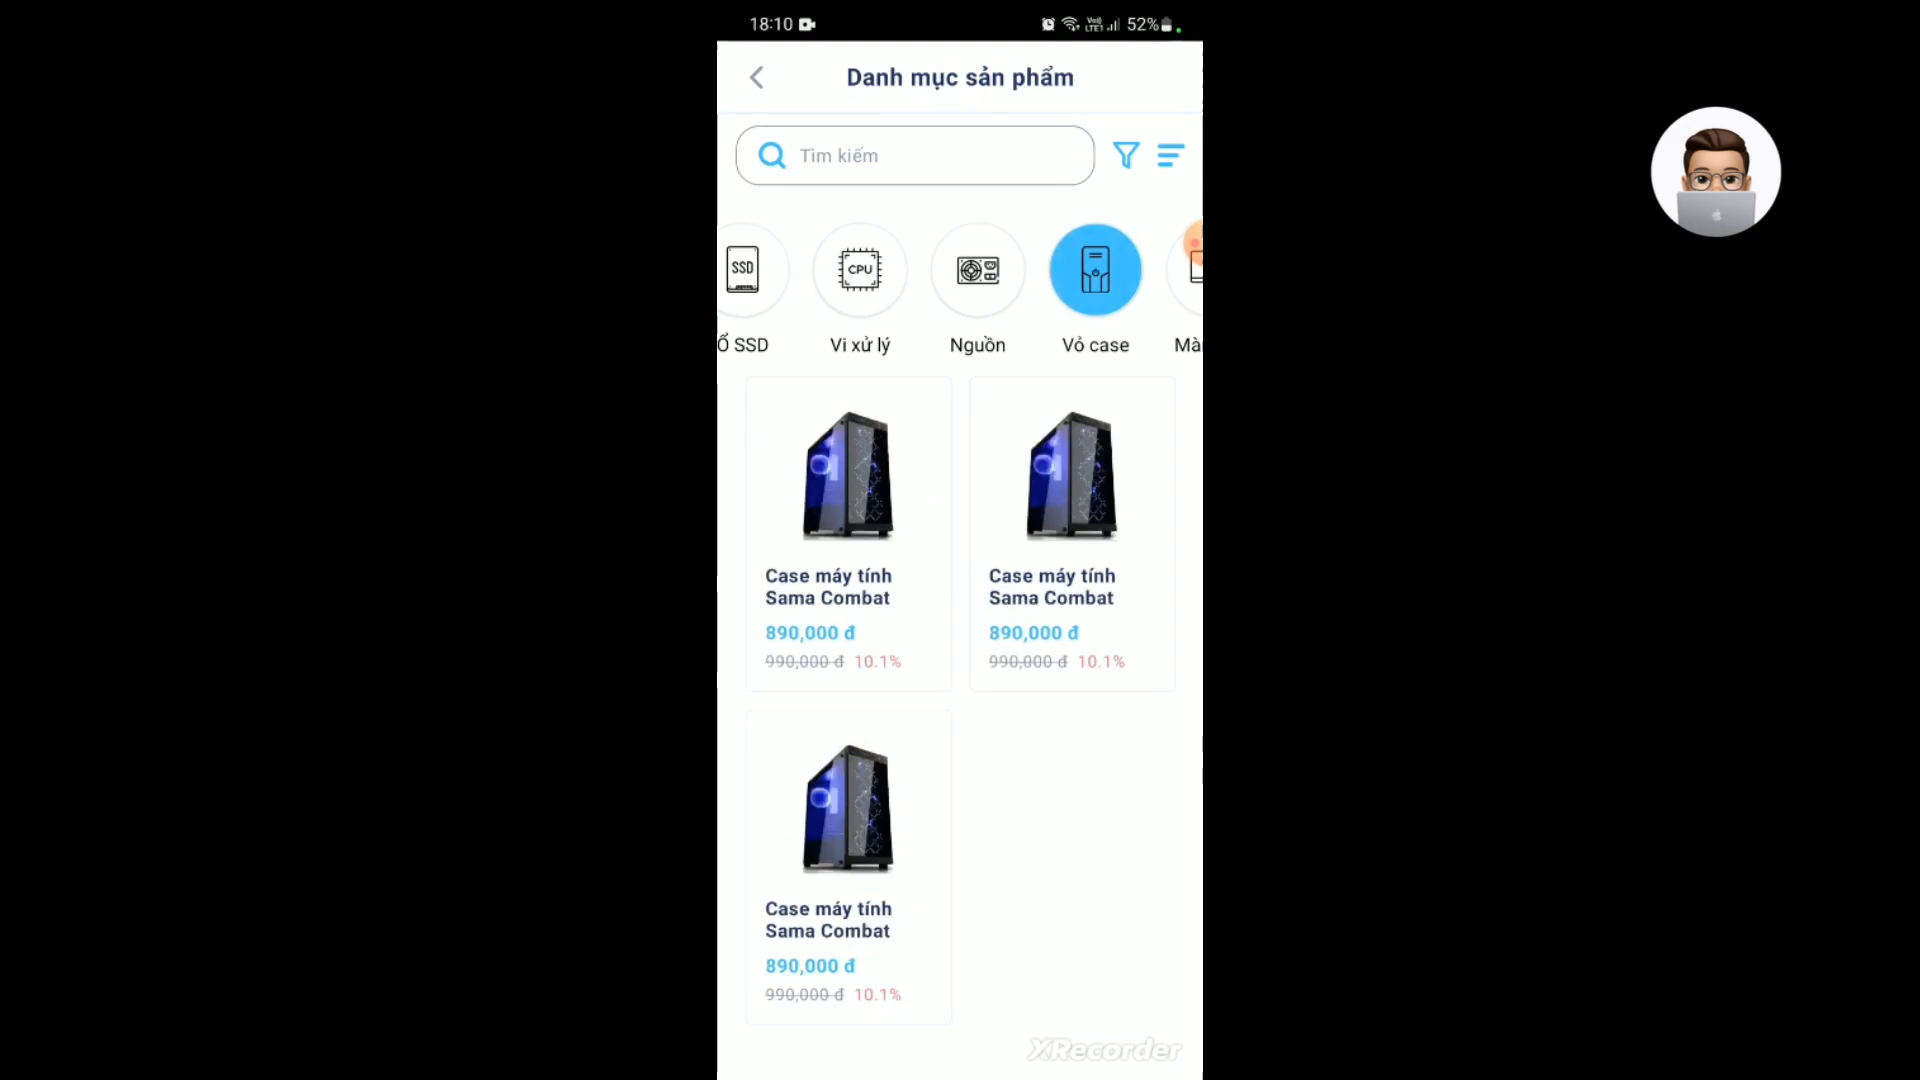 18:10
52%
Danh mục sản phẩm
Tìm kiếm
SSD
CPU
Ổ SSD
Vi xử lý
Nguồn
Vỏ case
Mà
Case máy tính
Sama Combat
890,000 đ
990,000 đ 10.1%
Case máy tính
Sama Combat
890,000 đ
990,000 đ 10.1%
Case máy tính
Sama Combat
890,000 đ
990,000 đ 10.1%
XRecorder